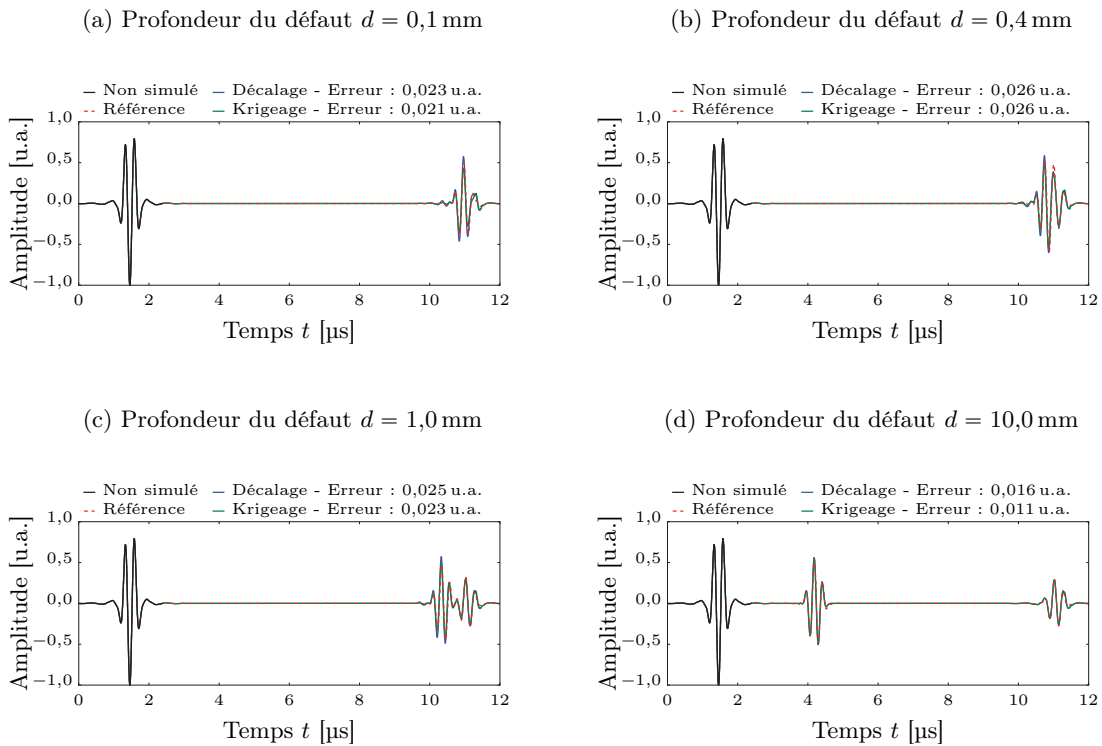 (a) Profondeur du défaut d = 0,1 mm
Non simulé Décalage - Erreur : 0,023 u.a.
Référence Krigeage - Erreur : 0,021 u.a.
Amplitude [u.a.]
1,0
0,5
0,0
−0,5
−1,0
0 2 4 6 8 10 12
Temps t [µs]
(b) Profondeur du défaut d = 0,4 mm
Non simulé Décalage - Erreur : 0,026 u.a.
Référence Krigeage - Erreur : 0,026 u.a.
Amplitude [u.a.]
1,0
0,5
0,0
−0,5
−1,0
0 2 4 6 8 10 12
Temps t [µs]
(c) Profondeur du défaut d = 1,0 mm
Non simulé Décalage - Erreur : 0,025 u.a.
Référence Krigeage - Erreur : 0,023 u.a.
Amplitude [u.a.]
1,0
0,5
0,0
−0,5
−1,0
0 2 4 6 8 10 12
Temps t [µs]
(d) Profondeur du défaut d = 10,0 mm
Non simulé Décalage - Erreur : 0,016 u.a.
Référence Krigeage - Erreur : 0,011 u.a.
Amplitude [u.a.]
1,0
0,5
0,0
−0,5
−1,0
0 2 4 6 8 10 12
Temps t [µs]